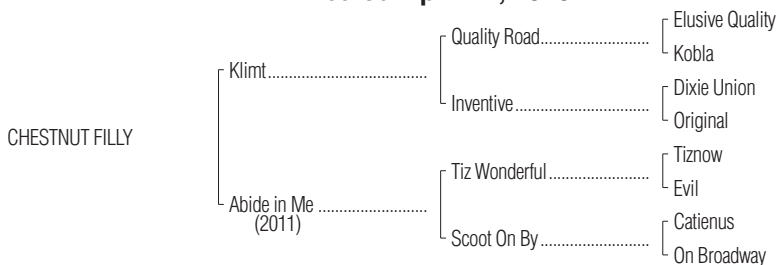 Elusive Quality
Quality Road
Kobla
Klimt
Dixie Union
Inventive
Original
CHESTNUT FILLY
Tiznow
Tiz Wonderful
Evil
Abide in Me
(2011)
Catienus
Scoot On By
On Broadway